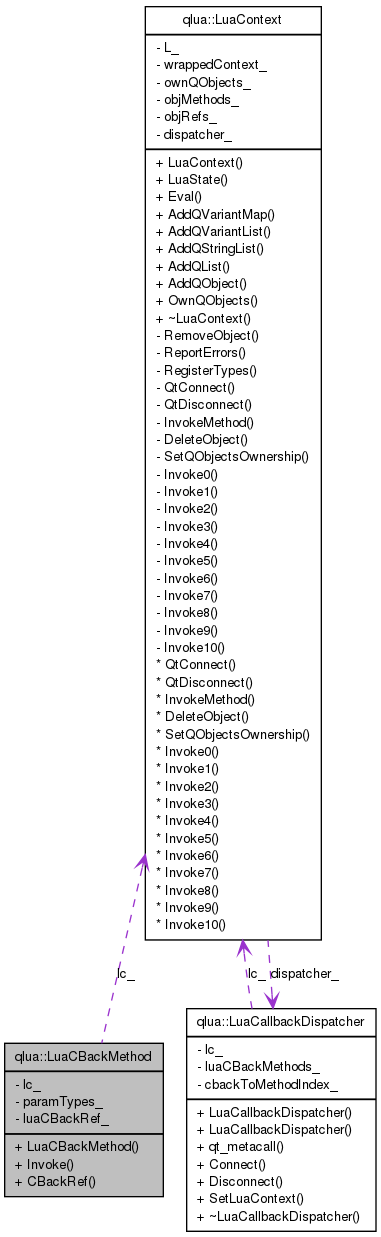 qlua::LuaContext
- L_
- wrappedContext_
- ownQObjects_
- objMethods_
- objRefs_
- dispatcher_
+ LuaContext()
+ LuaState()
+ Eval()
+ AddQVariantMap()
+ AddQVariantList()
+ AddQStringList()
+ AddQList()
+ AddQObject()
+ OwnQObjects()
+ ~LuaContext()
- RemoveObject()
- ReportErrors()
- RegisterTypes()
- QtConnect()
- QtDisconnect()
- InvokeMethod()
- DeleteObject()
- SetQObjectsOwnership()
- Invoke0()
- Invoke1()
- Invoke2()
- Invoke3()
- Invoke4()
- Invoke5()
- Invoke6()
- Invoke7()
- Invoke8()
- Invoke9()
- Invoke10()
* QtConnect()
* QtDisconnect()
* InvokeMethod()
* DeleteObject()
* SetQObjectsOwnership()
* Invoke0()
* Invoke1()
* Invoke2()
* Invoke3()
* Invoke4()
* Invoke5()
* Invoke6()
* Invoke7()
* Invoke8()
* Invoke9()
* Invoke10()
lc_
lc_
dispatcher_
qlua::LuaCBackMethod
- lc_
- paramTypes_
- luaCBackRef_
+ LuaCBackMethod()
+ Invoke()
+ CBackRef()
qlua::LuaCallbackDispatcher
- lc_
- luaCBackMethods_
- cbackToMethodIndex_
+ LuaCallbackDispatcher()
+ LuaCallbackDispatcher()
+ qt_metacall()
+ Connect()
+ Disconnect()
+ SetLuaContext()
+ ~LuaCallbackDispatcher()